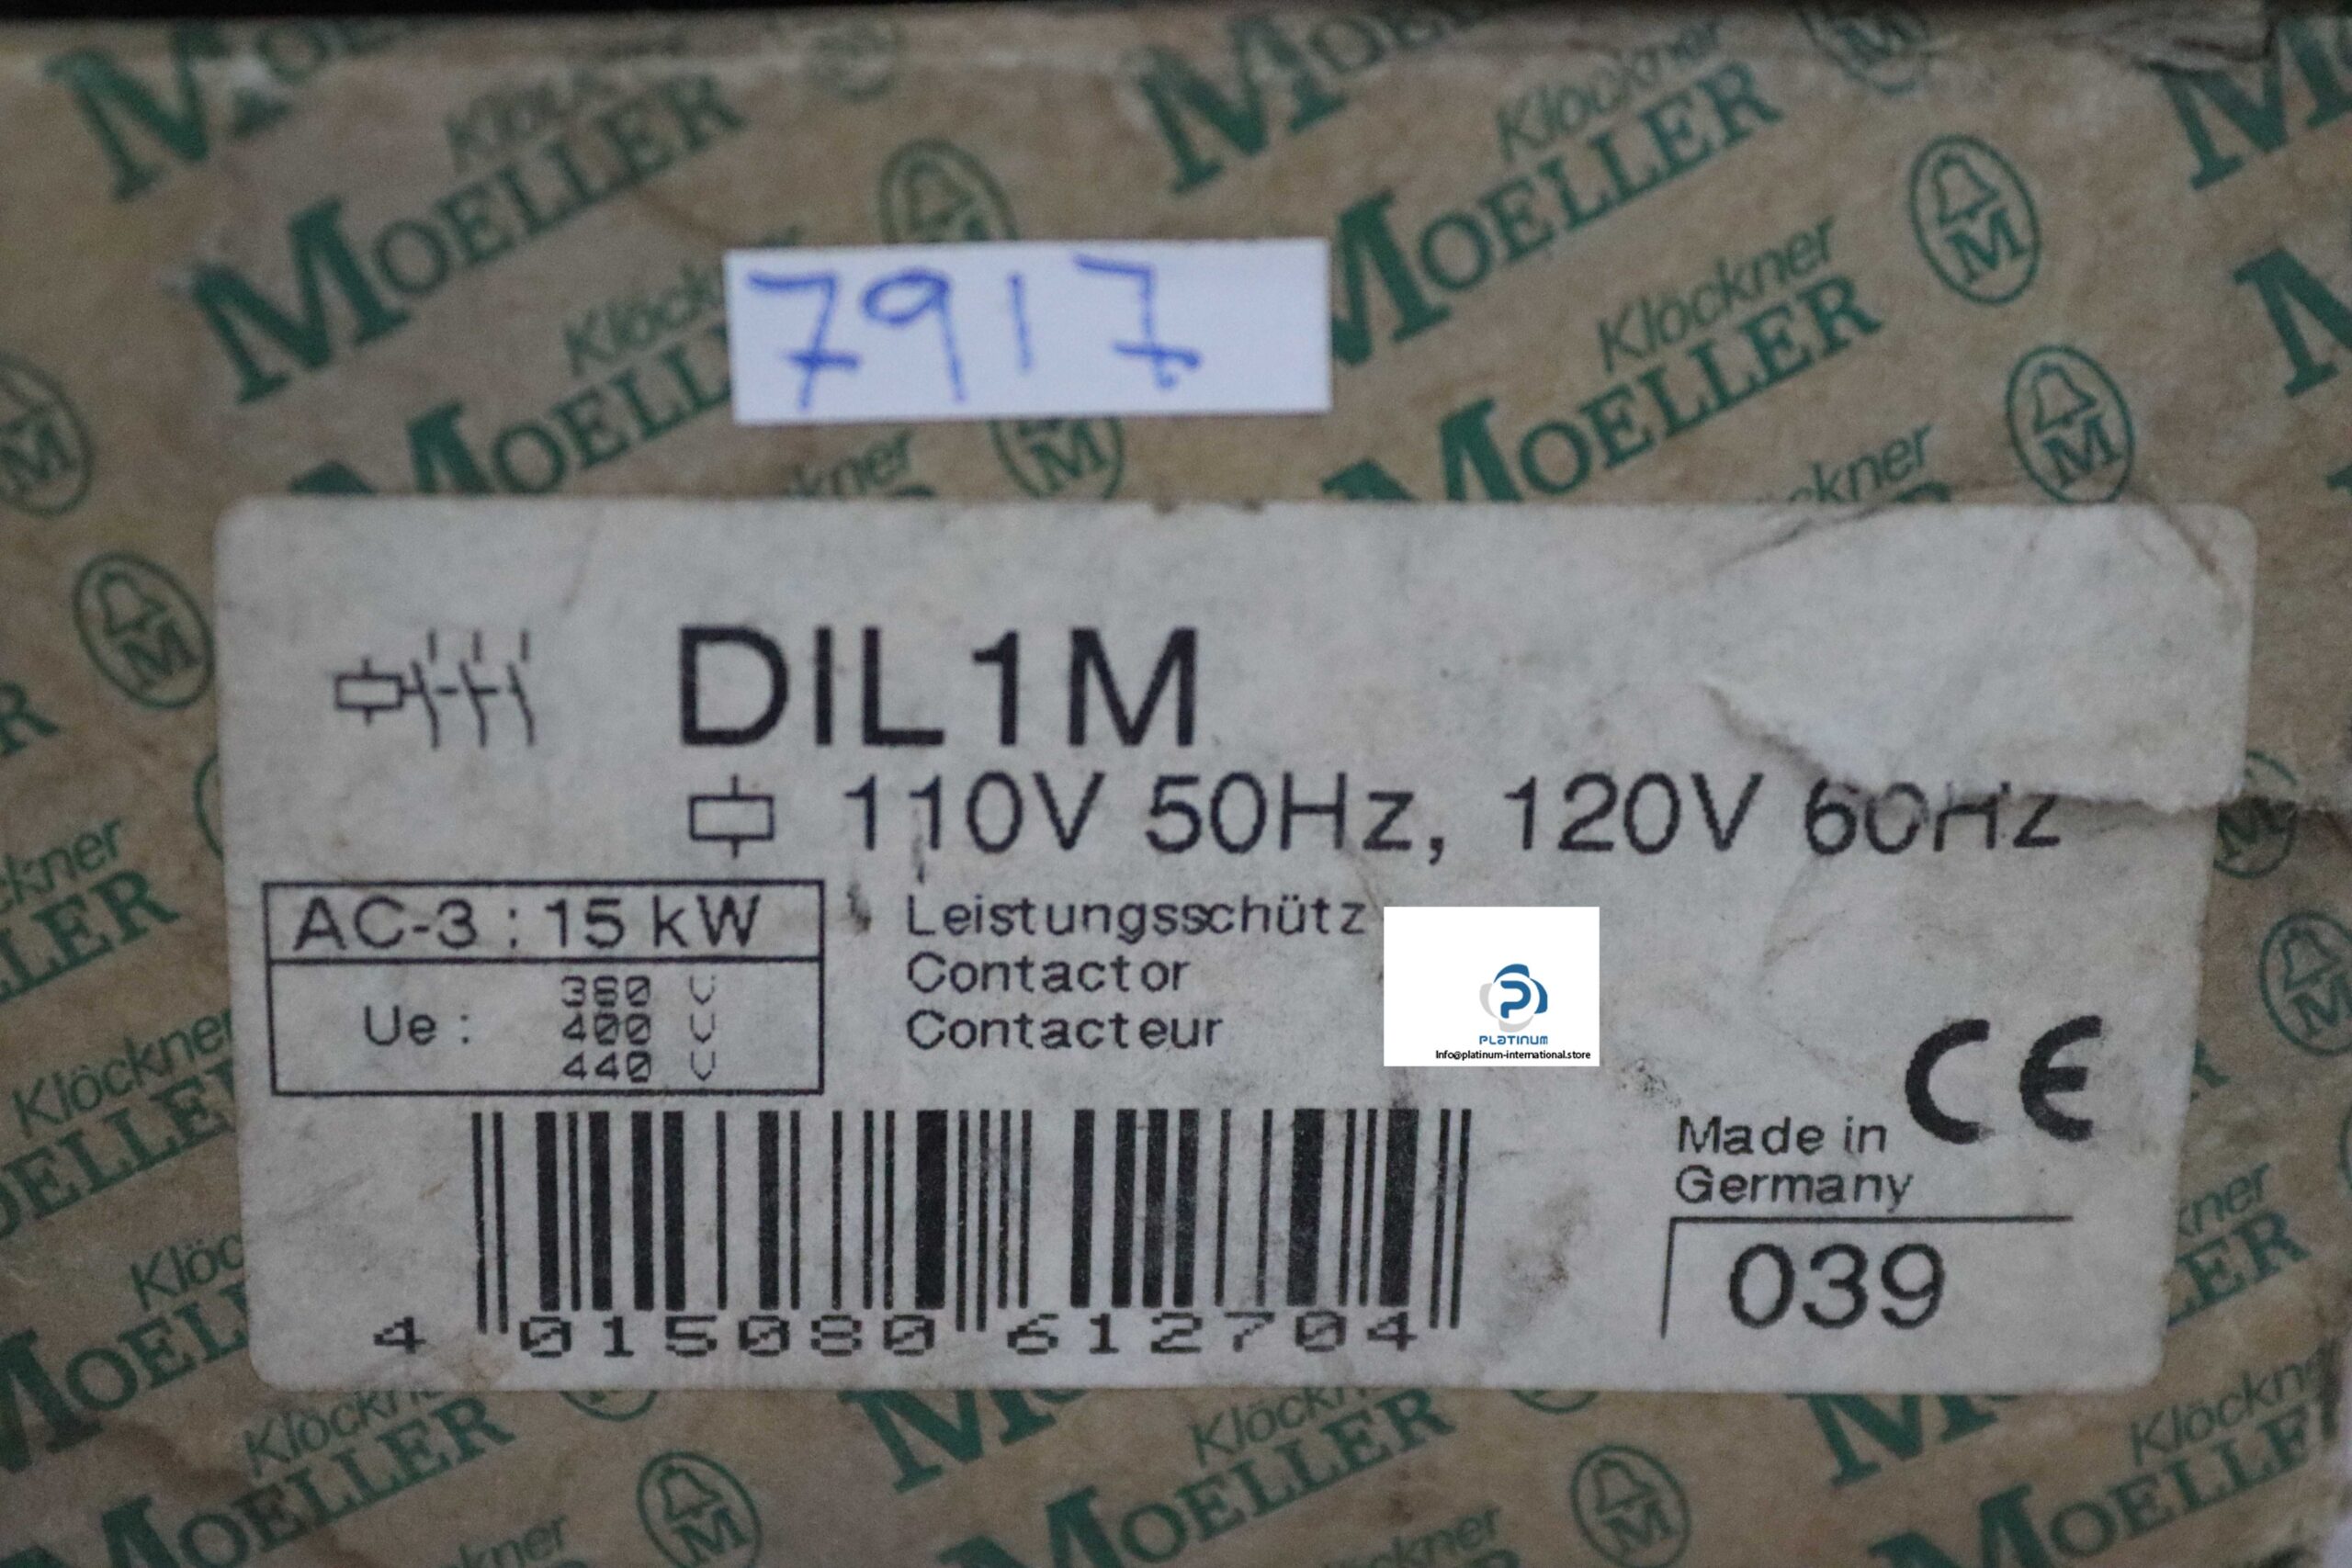 7917
Klöckner
MOELLER
DIL1M
110V 50Hz, 120V 60Hz
AC-3 : 15 kW
Ue :
380 V
400 V
440 V
Leistungsschütz
Contactor
Contacteur
PLATINUM
Info@platinum-international.store
CE
Made in
Germany
039
4 015080 612704